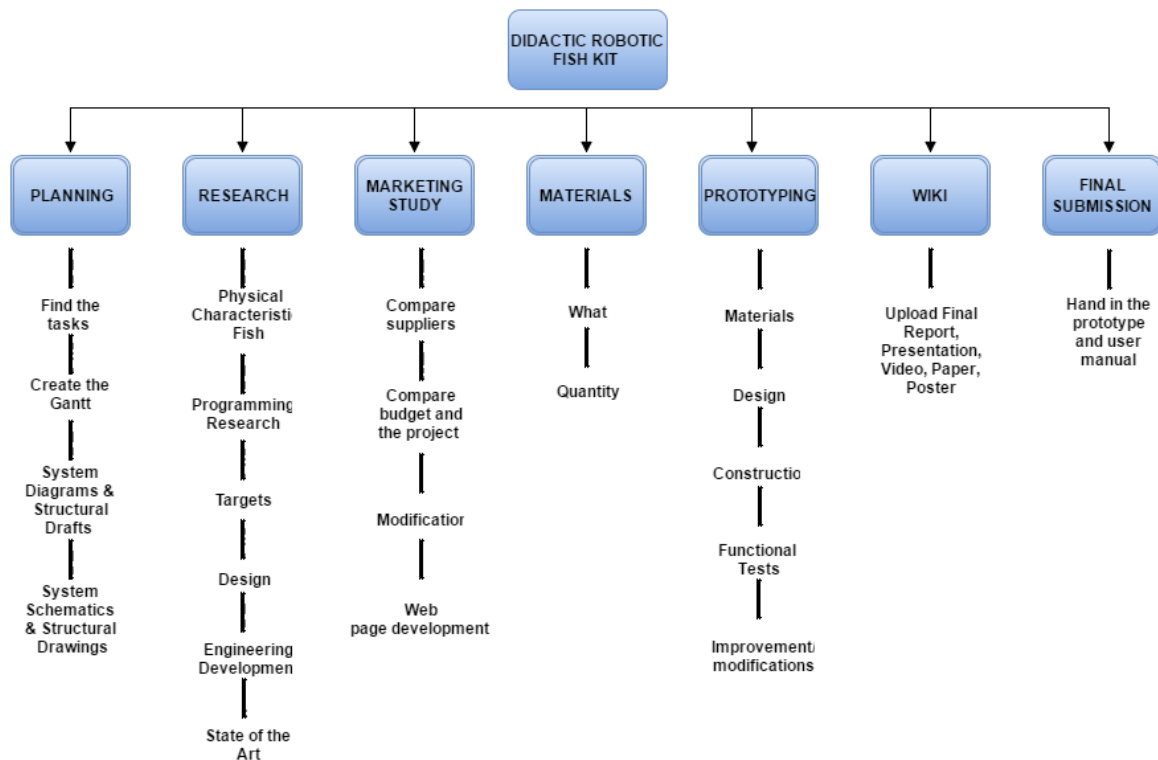 DIDACTIC ROBOTIC
FISH KIT
PLANNING
RESEARCH
MARKETING
STUDY
MATERIALS
PROTOTYPING
WIKI
FINAL
SUBMISSION
Find the
tasks
Create the
Gantt
System
Diagrams &
Structural
Drafts
System
Schematics
& Structural
Drawings
Physical
Characteristic
Fish
Programming
Research
Targets
Design
Engineering
Developmen
State of the
Art
Compare
suppliers
Compare
budget and
the project
Modification
Web
page development
What
Quantity
Materials
Design
Constructio
Functional
Tests
Improvement/
modifications
Upload Final
Report,
Presentation,
Video, Paper,
Poster
Hand in the
prototype
and user
manual